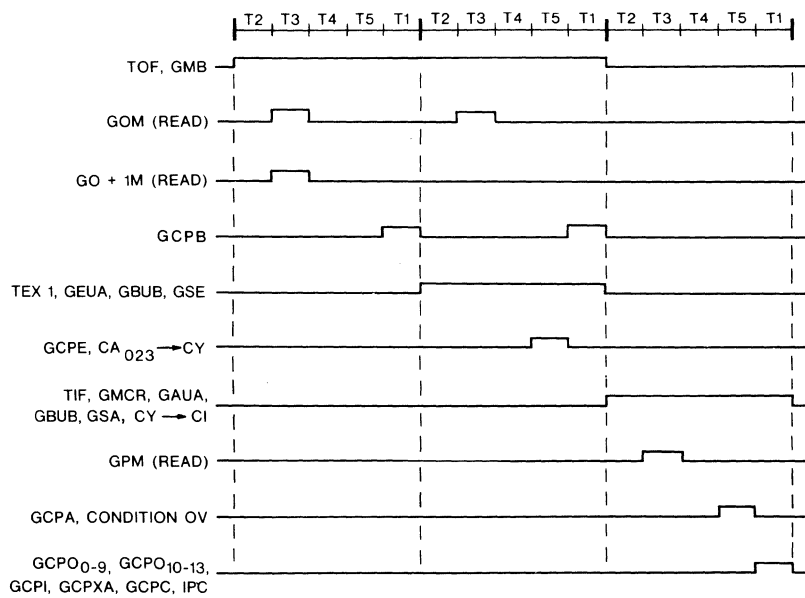 T2 T3 T4 T5 T1 T2 T3 T4 T5 T1 T2 T3 T4 T5 T1
TOF, GMB
GOM (READ)
GO + 1M (READ)
GCPB
TEX 1, GEUA, GBUB, GSE
GCPE, CA023 → CY
TIF, GMCR, GAUA,
GBUB, GSA, CY → CI
GPM (READ)
GCPA, CONDITION OV
GCPO0-9, GCPO10-13,
GCPI, GCPXA, GCPC, IPC